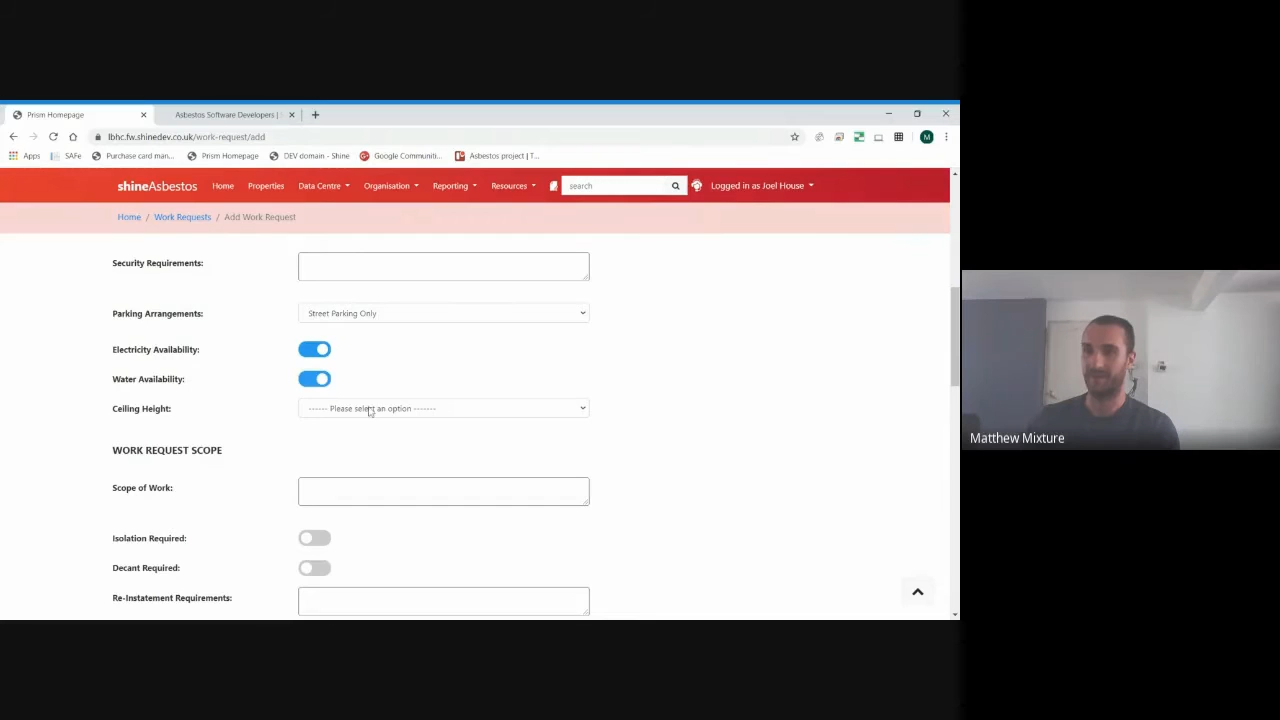 Prism Homepage
Asbestos Software Developers |
lbhc.fw.shinedev.co.uk/work-request/add
M
Apps
SAFe
Purchase card man...
Prism Homepage
DEV domain - Shine
Google Communiti...
Asbestos project | T...
shineAsbestos
Home
Properties
Data Centre
Organisation
Reporting
Resources
search
Logged in as Joel House
Home / Work Requests / Add Work Request
Security Requirements:
Parking Arrangements:
Street Parking Only
Electricity Availability:
Water Availability:
Ceiling Height:
------ Please select an option -------
WORK REQUEST SCOPE
Scope of Work:
Isolation Required:
Decant Required:
Re-Instatement Requirements:
Matthew Mixture